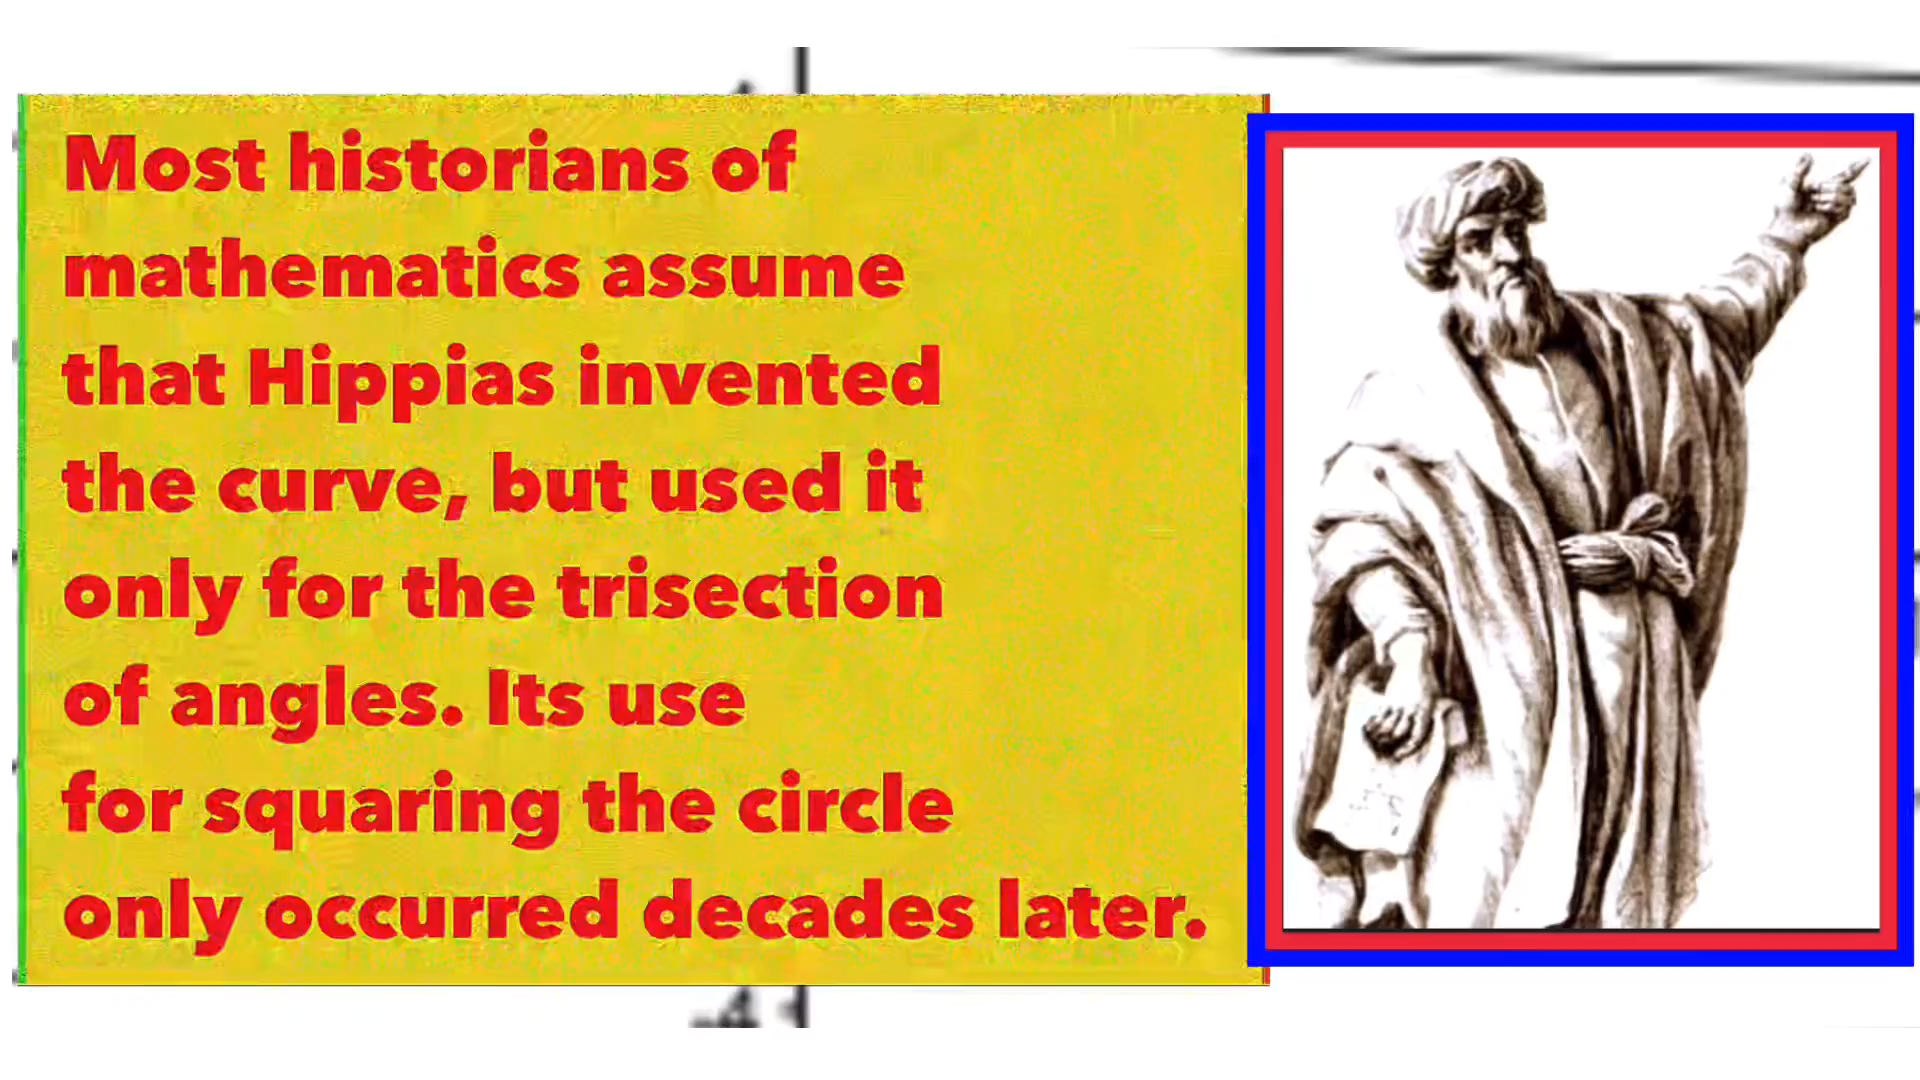 Most historians of
mathematics assume
that Hippias invented
the curve, but used it
only for the trisection
of angles. Its use
for squaring the circle
only occurred decades later.